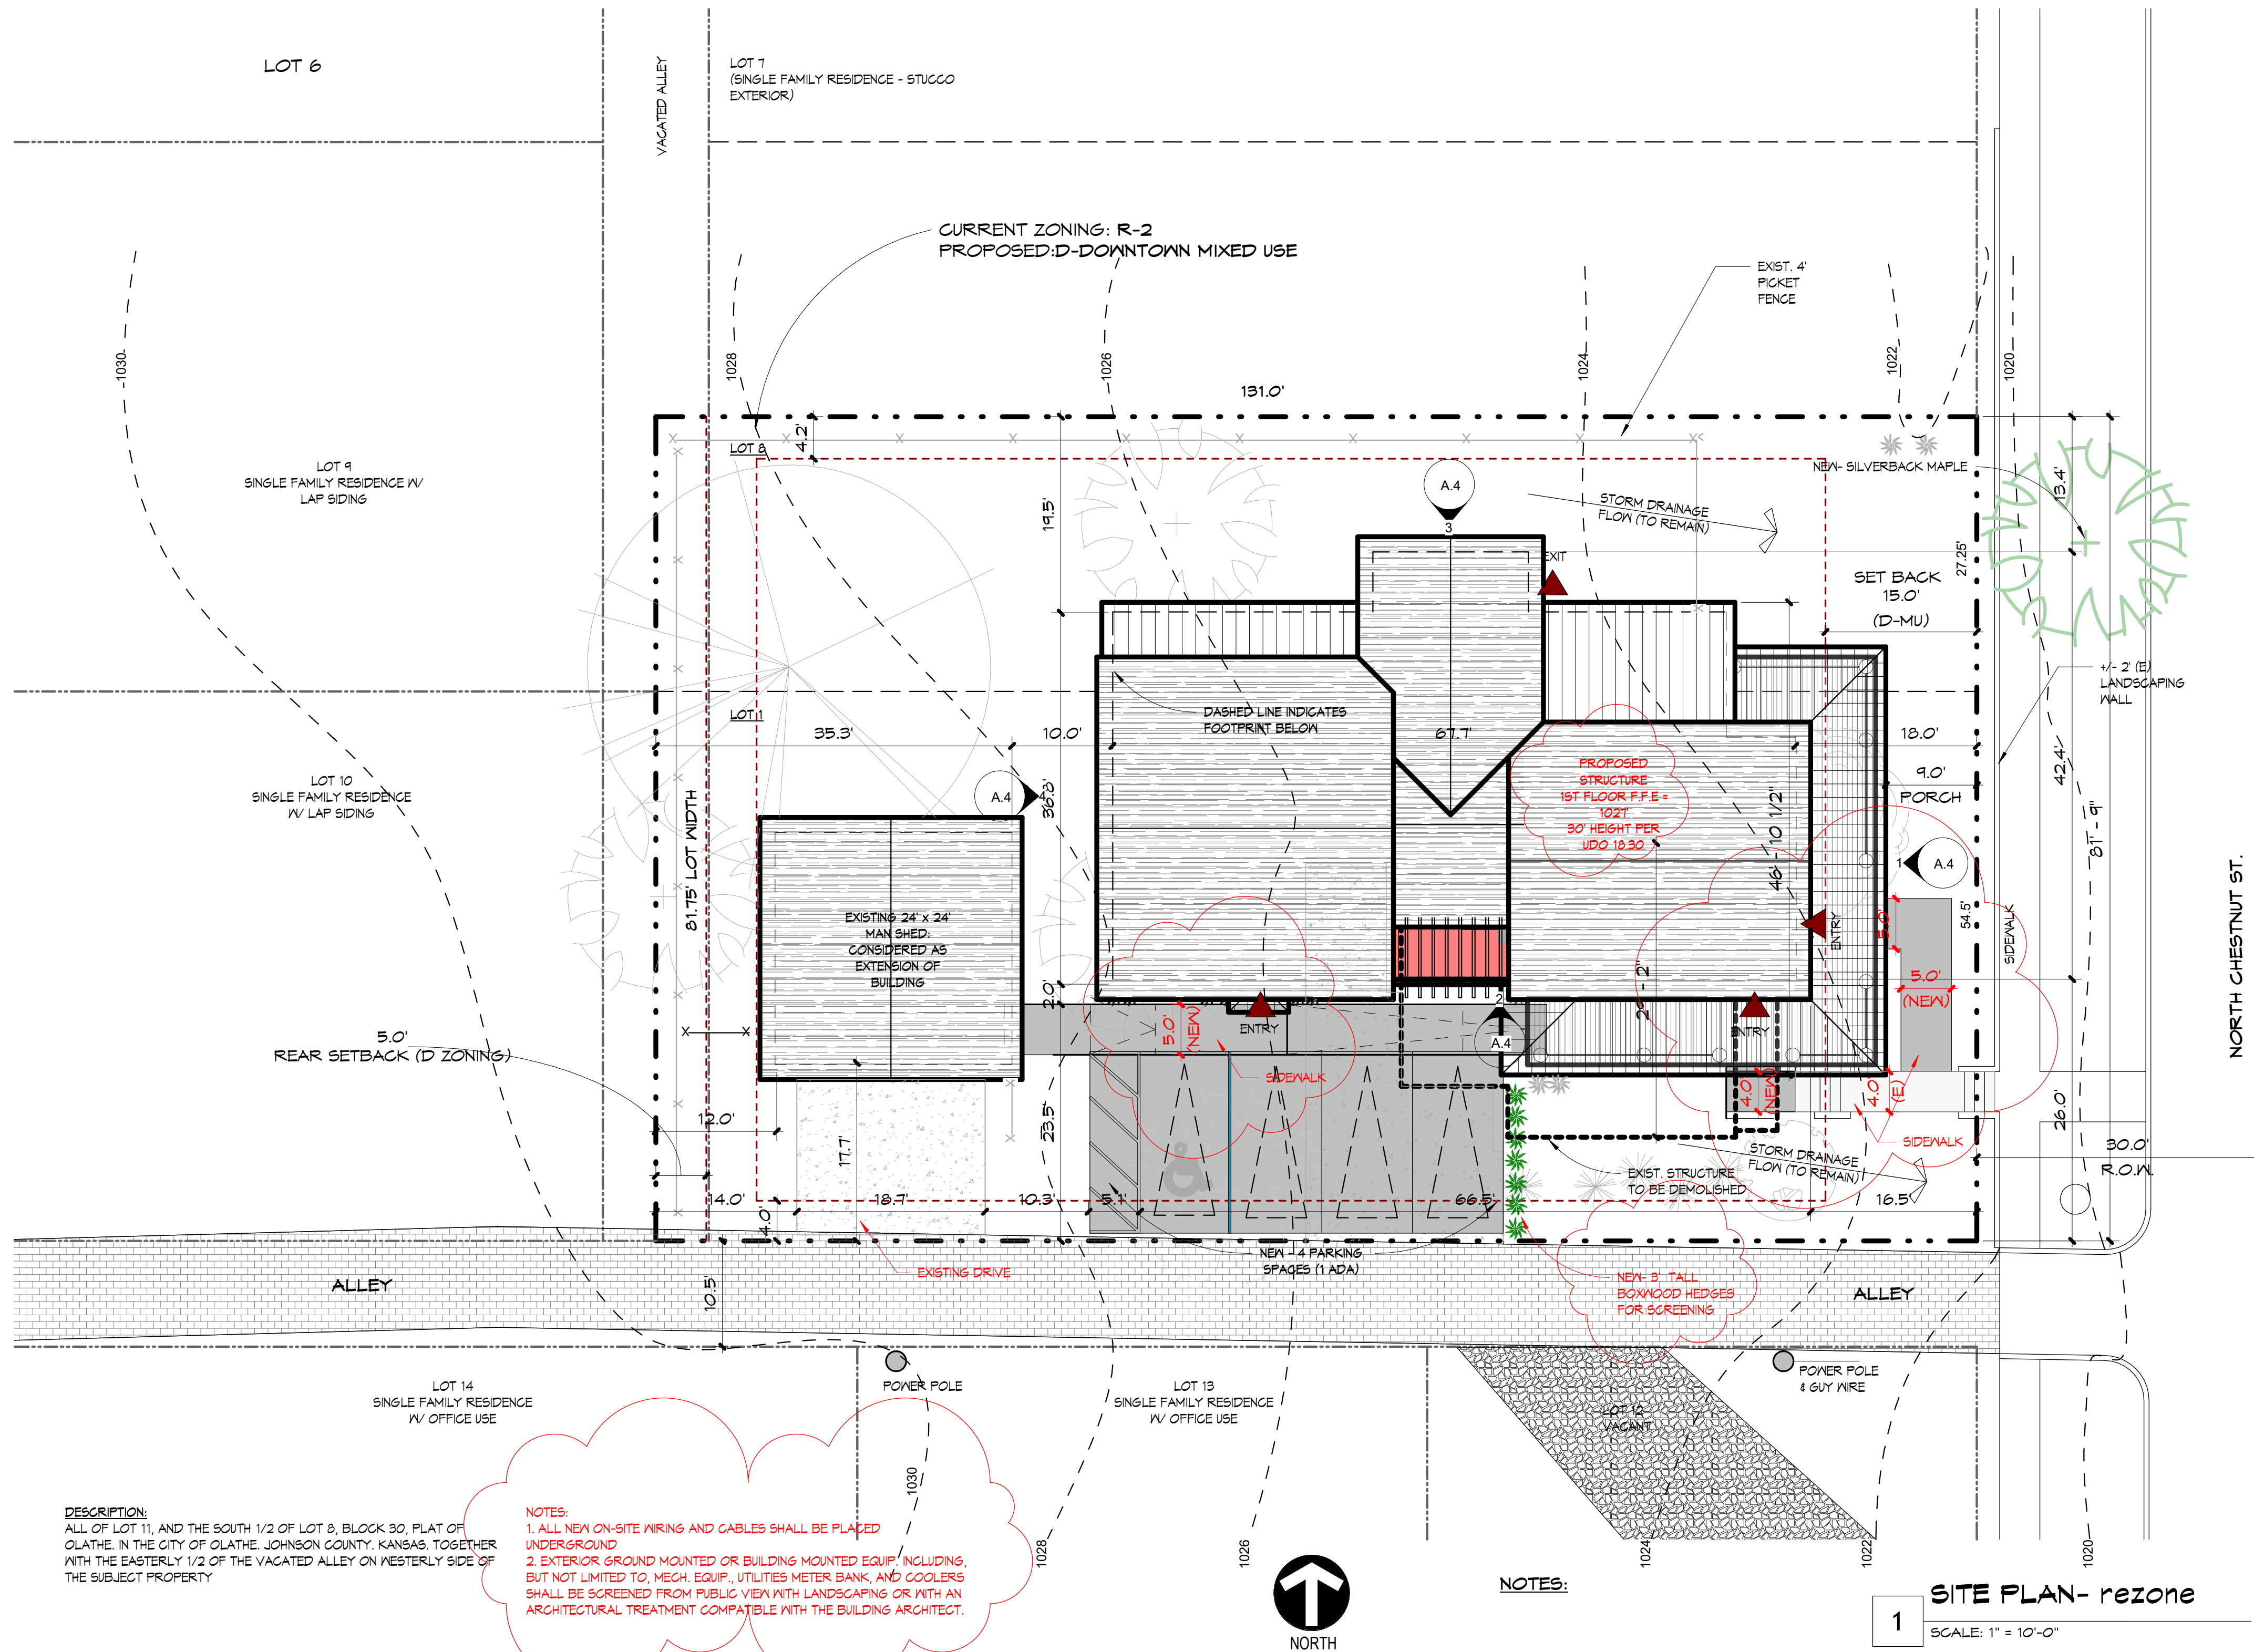 LOT 6
VACATED ALLEY
LOT 7
(SINGLE FAMILY RESIDENCE - STUCCO
EXTERIOR)
CURRENT ZONING: R-2
PROPOSED:D-DOWNTOWN MIXED USE
EXIST. 4'
PICKET
FENCE
1030
1028
1026
1024
1022
1020
131.0'
4.2'
LOT 8
LOT 9
SINGLE FAMILY RESIDENCE W/
LAP SIDING
NEW- SILVERBACK MAPLE
13.4'
A.4
3
STORM DRAINAGE
FLOW (TO REMAIN)
19.5'
EXIT
27.25'
SET BACK
15.0'
(D-MU)
+/- 2' (E)
LANDSCAPING
WALL
LOT 1
DASHED LINE INDICATES
FOOTPRINT BELOW
35.3'
10.0'
67.7'
18.0'
42.4'
PROPOSED
STRUCTURE
1ST FLOOR F.F.E =
1027'
30' HEIGHT PER
UDO 18.30
9.0'
PORCH
LOT 10
SINGLE FAMILY RESIDENCE
W/ LAP SIDING
A.4
36.0'
46' - 10 1/2"
81' - 9"
81.75' LOT WIDTH
1
A.4
NORTH CHESTNUT ST.
EXISTING 24' x 24'
MAN SHED:
CONSIDERED AS
EXTENSION OF
BUILDING
ENTRY
5.0'
54.5'
SIDEWALK
5.0'
(NEW)
29' - 2"
2.0'
2
A.4
5.0'
(NEW)
ENTRY
ENTRY
X
X
5.0'
REAR SETBACK (D ZONING)
SIDEWALK
4.0'
(NEW)
4.0'
(E)
12.0'
17.7'
23.5'
26.0'
SIDEWALK
30.0'
R.O.W.
STORM DRAINAGE
FLOW (TO REMAIN)
EXIST. STRUCTURE
TO BE DEMOLISHED
14.0'
18.7'
10.3'
5.1'
66.5'
16.5'
4.0'
NEW - 4 PARKING
SPACES (1 ADA)
EXISTING DRIVE
ALLEY
10.5'
NEW- 3' TALL
BOXWOOD HEDGES
FOR SCREENING
ALLEY
LOT 14
SINGLE FAMILY RESIDENCE
W/ OFFICE USE
POWER POLE
LOT 13
SINGLE FAMILY RESIDENCE
W/ OFFICE USE
LOT 12
VACANT
POWER POLE
& GUY WIRE
1030
1028
1026
1024
1022
1020
DESCRIPTION:
ALL OF LOT 11, AND THE SOUTH 1/2 OF LOT 8, BLOCK 30, PLAT OF
OLATHE. IN THE CITY OF OLATHE. JOHNSON COUNTY. KANSAS. TOGETHER
WITH THE EASTERLY 1/2 OF THE VACATED ALLEY ON WESTERLY SIDE OF
THE SUBJECT PROPERTY
NOTES:
1. ALL NEW ON-SITE WIRING AND CABLES SHALL BE PLACED
UNDERGROUND
2. EXTERIOR GROUND MOUNTED OR BUILDING MOUNTED EQUIP. INCLUDING,
BUT NOT LIMITED TO, MECH. EQUIP., UTILITIES METER BANK, AND COOLERS
SHALL BE SCREENED FROM PUBLIC VIEW WITH LANDSCAPING OR WITH AN
ARCHITECTURAL TREATMENT COMPATIBLE WITH THE BUILDING ARCHITECT.
NORTH
NOTES:
1
SITE PLAN- rezone
SCALE: 1" = 10'-0"